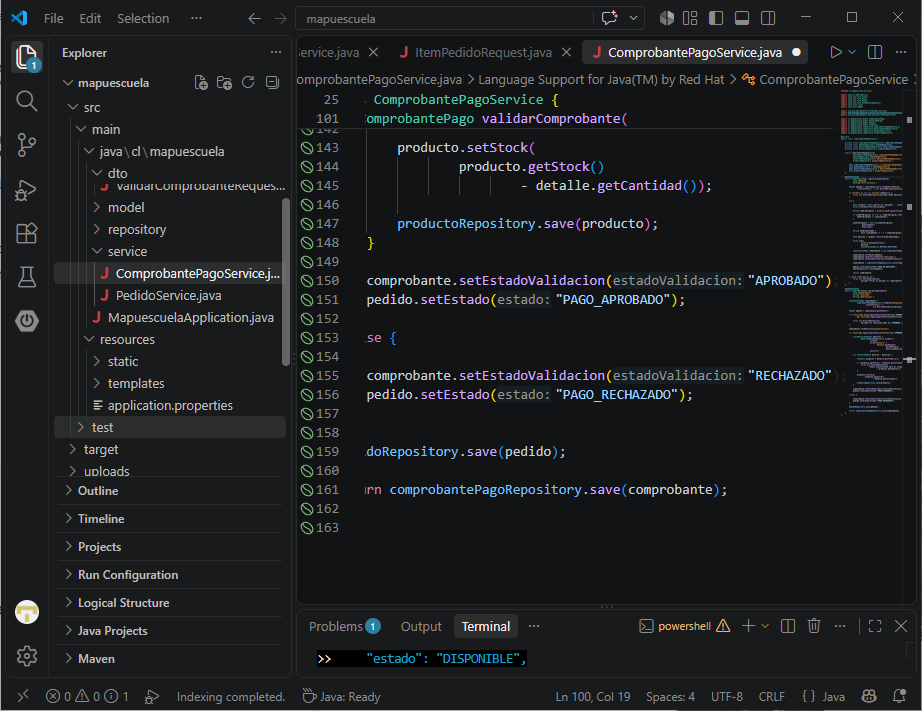 File Edit Selection ··· mapuescuela
Explorer ···
mapuescuela
src
main
java\cl\mapuescuela
dto
ValidarComprobanteReques...
model
repository
service
ComprobantePagoService.j...
PedidoService.java
MapuescuelaApplication.java
resources
static
templates
application.properties
test
target
uploads
Outline
Timeline
Projects
Run Configuration
Logical Structure
Java Projects
Maven
1
ervice.java ItemPedidoRequest.java ComprobantePagoService.java
omprobantePagoService.java > Language Support for Java(TM) by Red Hat > ComprobantePagoService >
25 ComprobantePagoService {
101 omprobantePago validarComprobante(
142
143 producto.setStock(
144 producto.getStock()
145 - detalle.getCantidad());
146
147 productoRepository.save(producto);
148 }
149
150 comprobante.setEstadoValidacion(estadoValidacion: "APROBADO")
151 pedido.setEstado(estado: "PAGO_APROBADO");
152
153 se {
154
155 comprobante.setEstadoValidacion(estadoValidacion: "RECHAZADO"
156 pedido.setEstado(estado: "PAGO_RECHAZADO");
157
158
159 doRepository.save(pedido);
160
161 rn comprobantePagoRepository.save(comprobante);
162
163
Problems 1 Output Terminal ··· powershell
>> "estado": "DISPONIBLE",
0 0 1 Indexing completed. Java: Ready Ln 100, Col 19 Spaces: 4 UTF-8 CRLF { } Java